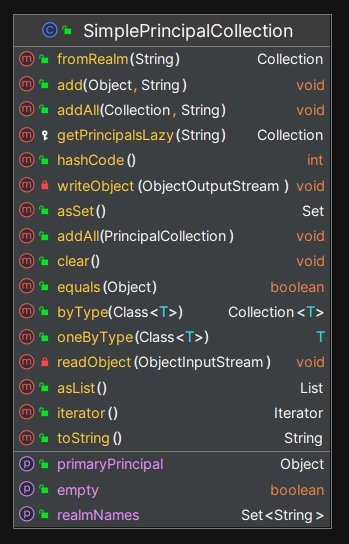 C SimplePrincipalCollection
m fromRealm(String) Collection
m add(Object, String) void
m addAll(Collection, String) void
m getPrincipalsLazy(String) Collection
m hashCode() int
m writeObject(ObjectOutputStream) void
m asSet() Set
m addAll(PrincipalCollection) void
m clear() void
m equals(Object) boolean
m byType(Class<T>) Collection<T>
m oneByType(Class<T>) T
m readObject(ObjectInputStream) void
m asList() List
m iterator() Iterator
m toString() String
p primaryPrincipal Object
p empty boolean
p realmNames Set<String>